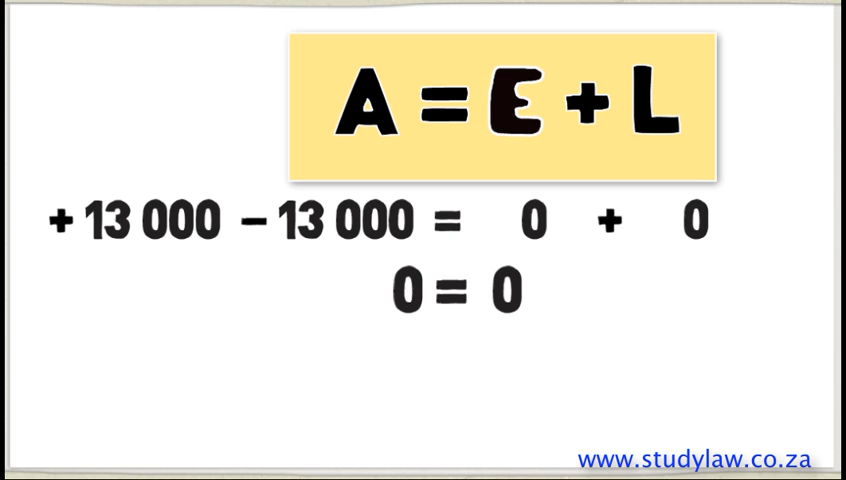 A = E + L
+ 13 000 – 13 000 = 0 + 0
0 = 0
www.studylaw.co.za